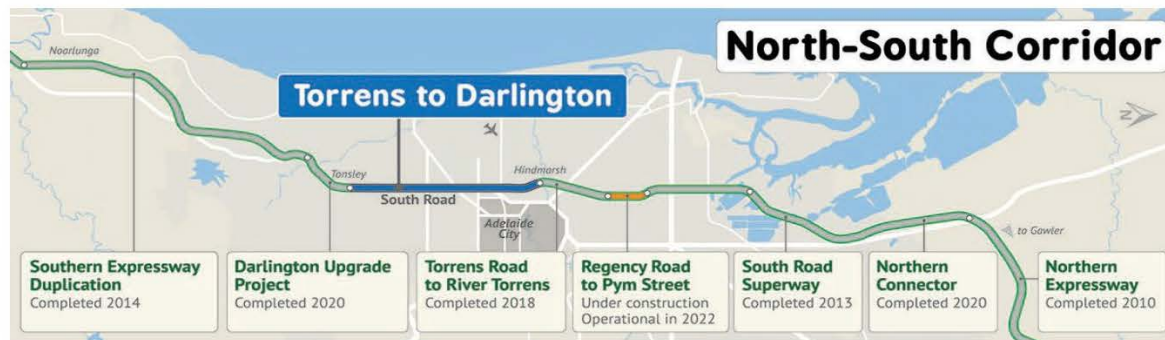 North-South Corridor
Noarlunga
Torrens to Darlington
Tonsley
South Road
Hindmarsh
Adelaide
City
N
to Gawler
Southern Expressway
Duplication
Completed 2014
Darlington Upgrade
Project
Completed 2020
Torrens Road
to River Torrens
Completed 2018
Regency Road
to Pym Street
Under construction
Operational in 2022
South Road
Superway
Completed 2013
Northern
Connector
Completed 2020
Northern
Expressway
Completed 2010